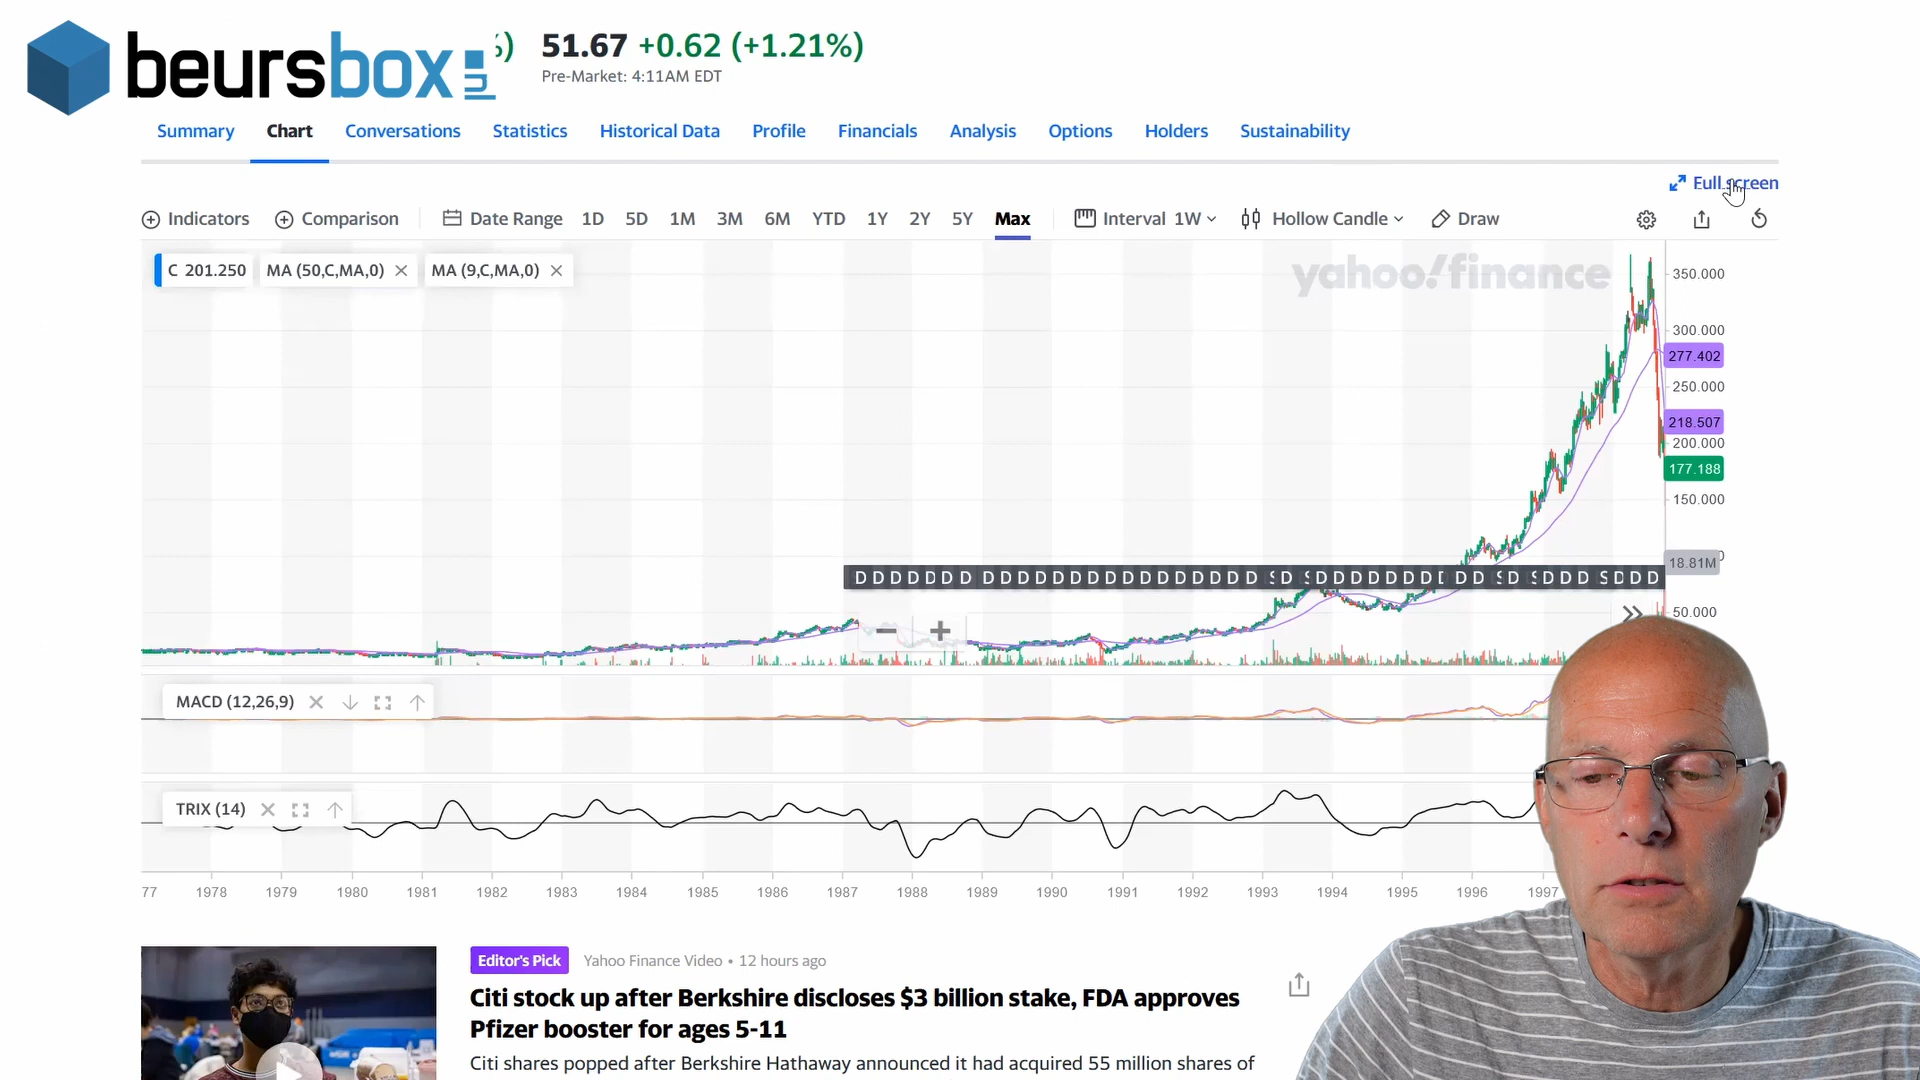 beursbox.nl
%) 51.67 +0.62 (+1.21%)
Pre-Market: 4:11AM EDT
Summary Chart Conversations Statistics Historical Data Profile Financials Analysis Options Holders Sustainability
Full screen
Indicators Comparison Date Range 1D 5D 1M 3M 6M YTD 1Y 2Y 5Y Max Interval 1W Hollow Candle Draw
C 201.250 MA (50,C,MA,0) MA (9,C,MA,0)
yahoo!finance
350.000
300.000
277.402
250.000
218.507
200.000
177.188
150.000
18.81M
D D D D D D D D D D D D D D D D D D D D D D D S D S D D D D D D D D D D S D S D D D S D D D
50.000
MACD (12,26,9)
TRIX (14)
77 1978 1979 1980 1981 1982 1983 1984 1985 1986 1987 1988 1989 1990 1991 1992 1993 1994 1995 1996 1997
Editor's Pick Yahoo Finance Video • 12 hours ago
Citi stock up after Berkshire discloses $3 billion stake, FDA approves
Pfizer booster for ages 5-11
Citi shares popped after Berkshire Hathaway announced it had acquired 55 million shares of